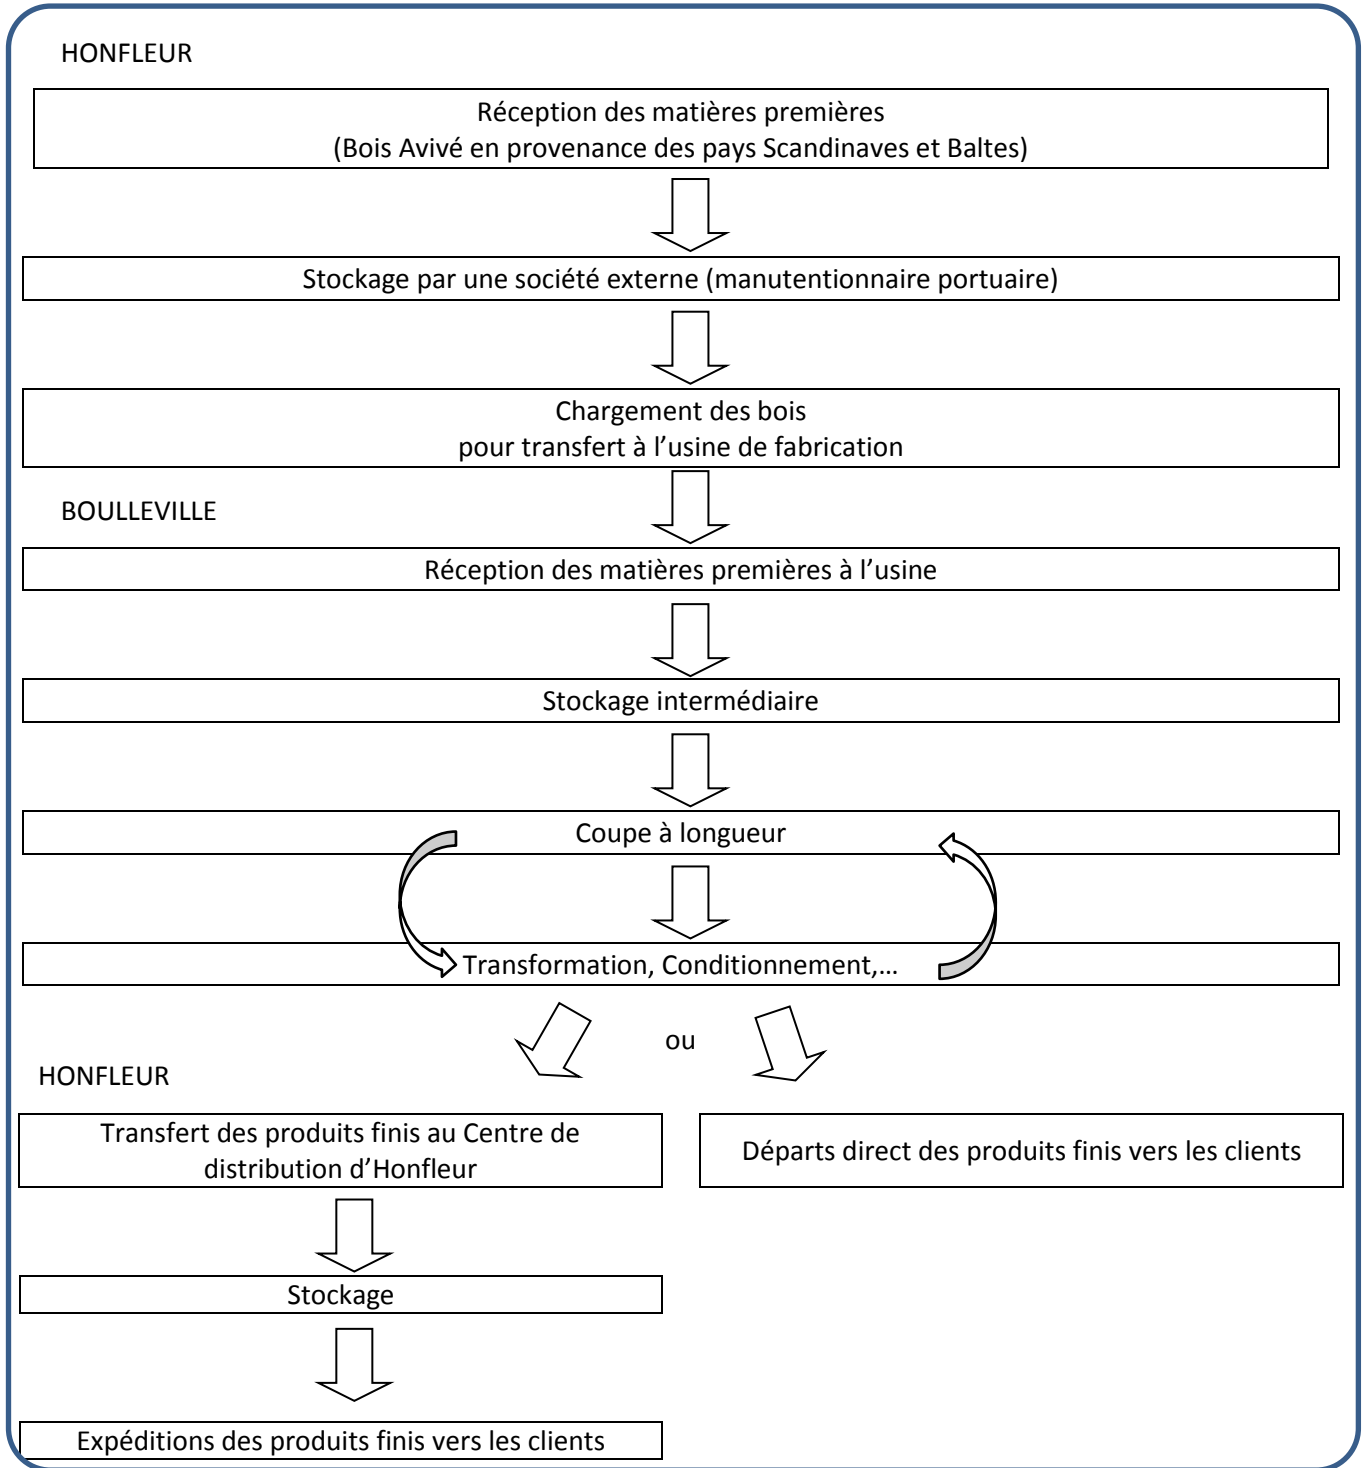 HONFLEUR
Réception des matières premières
(Bois Avivé en provenance des pays Scandinaves et Baltes)
Stockage par une société externe (manutentionnaire portuaire)
Chargement des bois
pour transfert à l'usine de fabrication
BOULLEVILLE
Réception des matières premières à l'usine
Stockage intermédiaire
Coupe à longueur
Transformation, Conditionnement,…
ou
HONFLEUR
Transfert des produits finis au Centre de
distribution d'Honfleur
Départs direct des produits finis vers les clients
Stockage
Expéditions des produits finis vers les clients